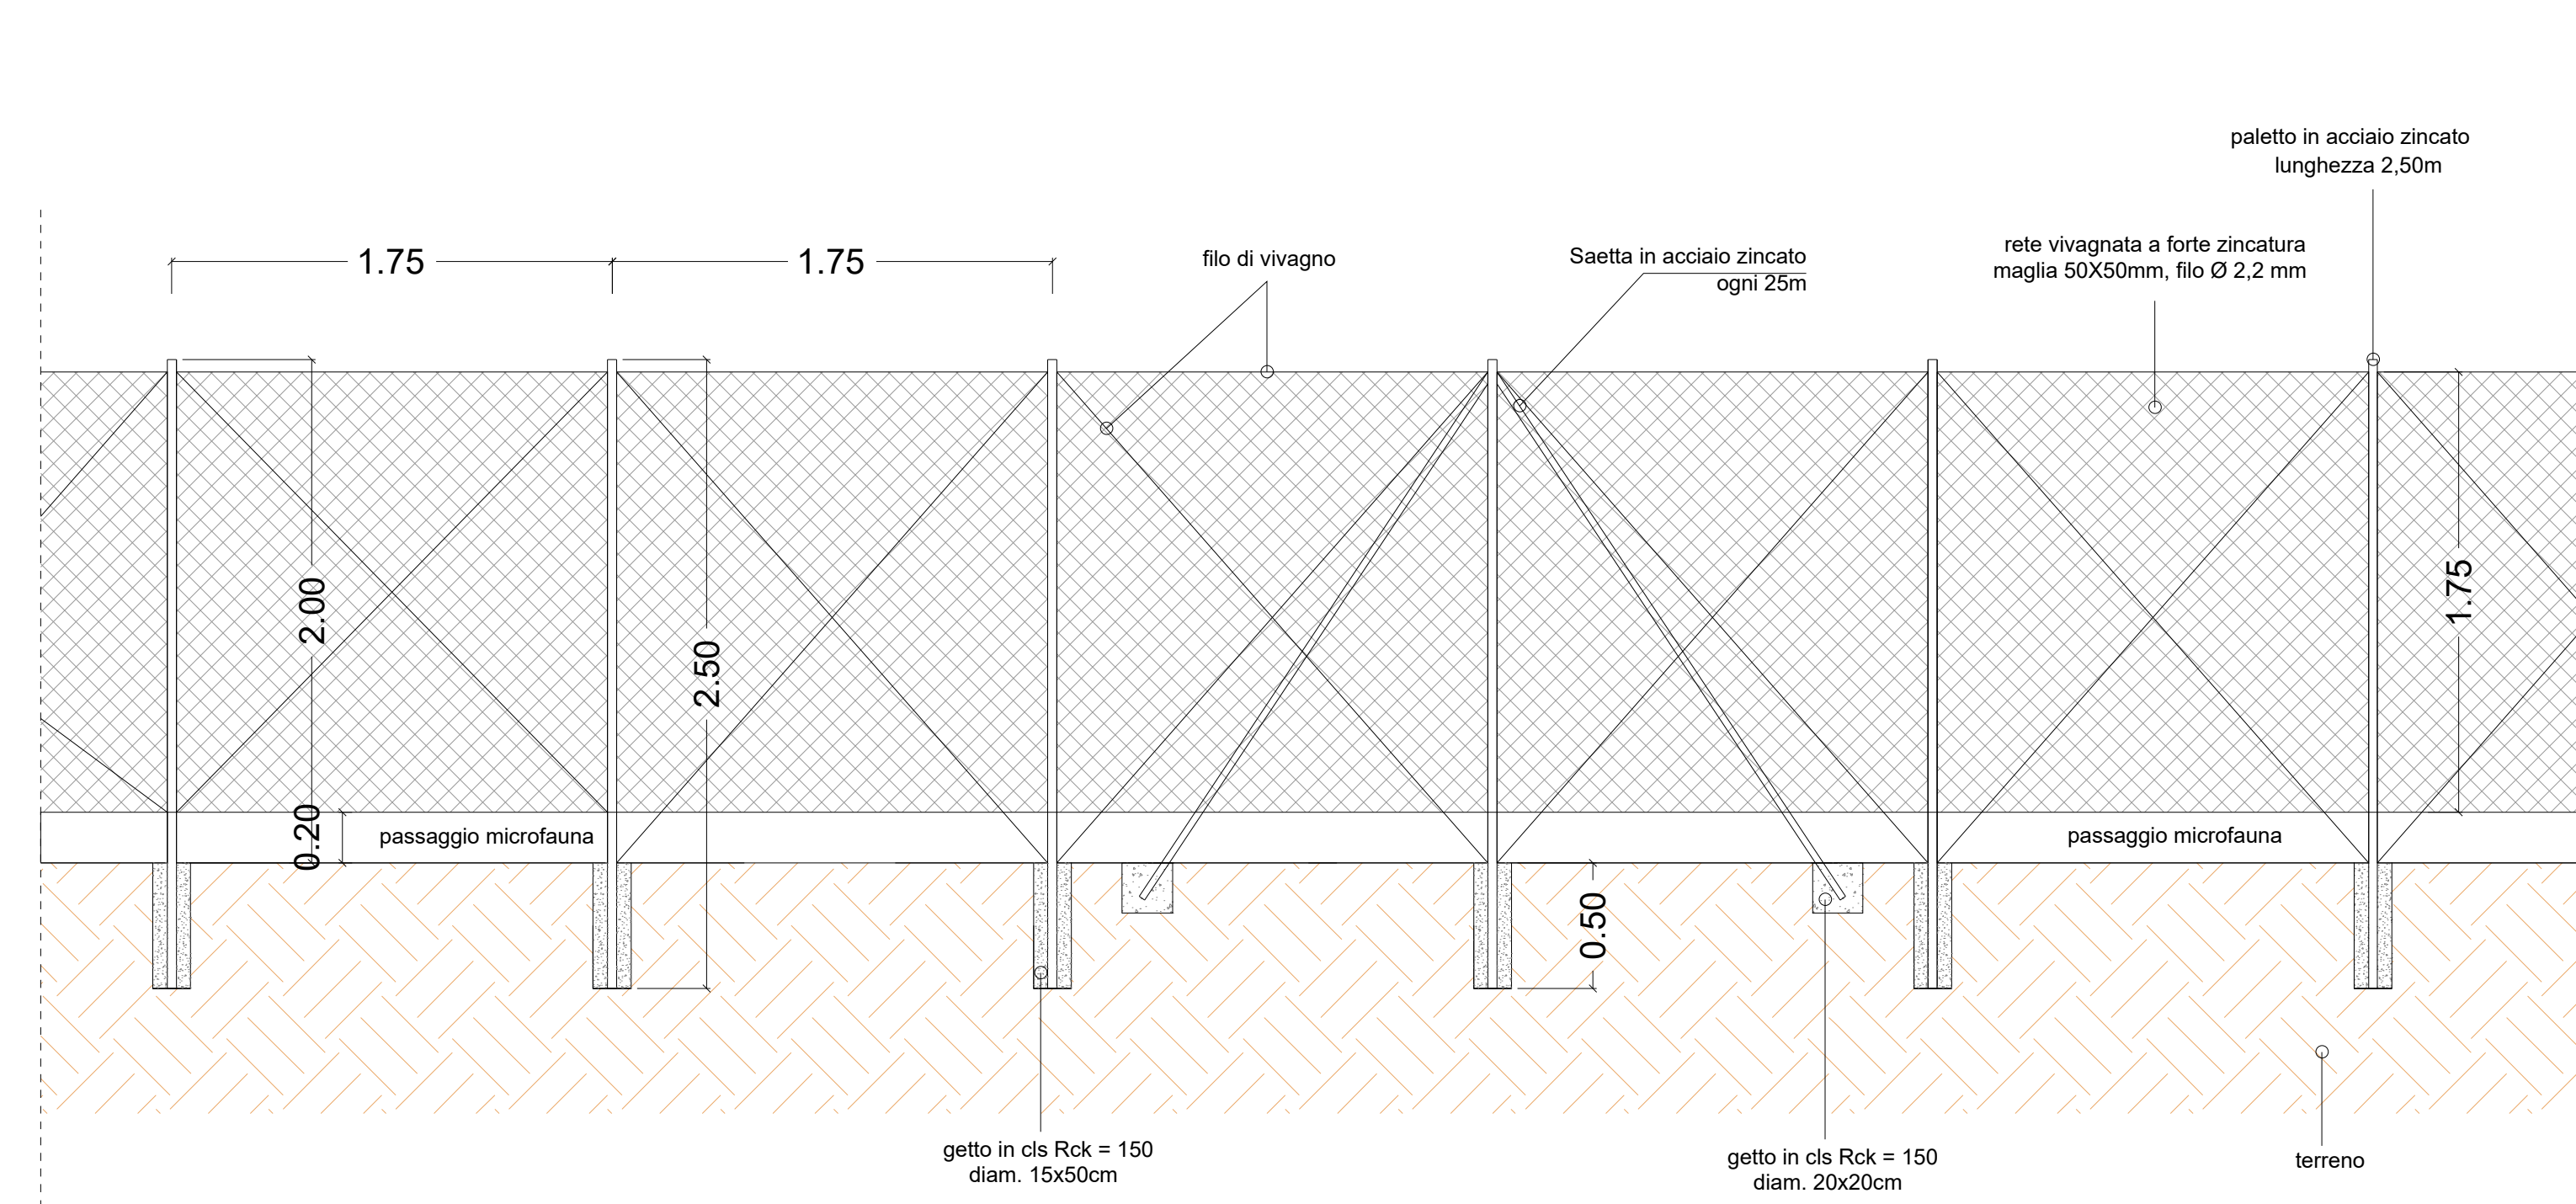 paletto in acciaio zincato
lunghezza 2,50m
rete vivagnata a forte zincatura
maglia 50X50mm, filo Ø 2,2 mm
Saetta in acciaio zincato
ogni 25m
filo di vivagno
1.75
1.75
2.00
2.50
1.75
0.20
passaggio microfauna
passaggio microfauna
0.50
getto in cls Rck = 150
diam. 15x50cm
getto in cls Rck = 150
diam. 20x20cm
terreno